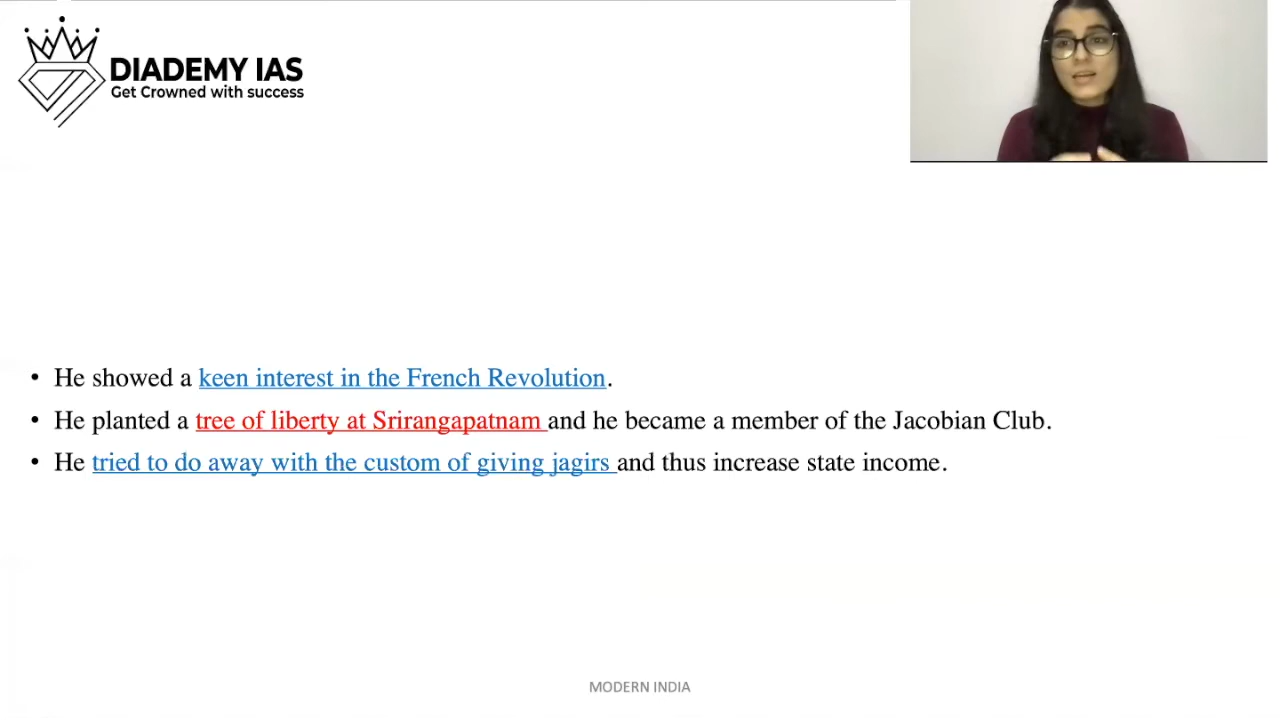 DIADEMY IAS
Get Crowned with success
• He showed a keen interest in the French Revolution.
• He planted a tree of liberty at Srirangapatnam and he became a member of the Jacobian Club.
• He tried to do away with the custom of giving jagirs and thus increase state income.
MODERN INDIA